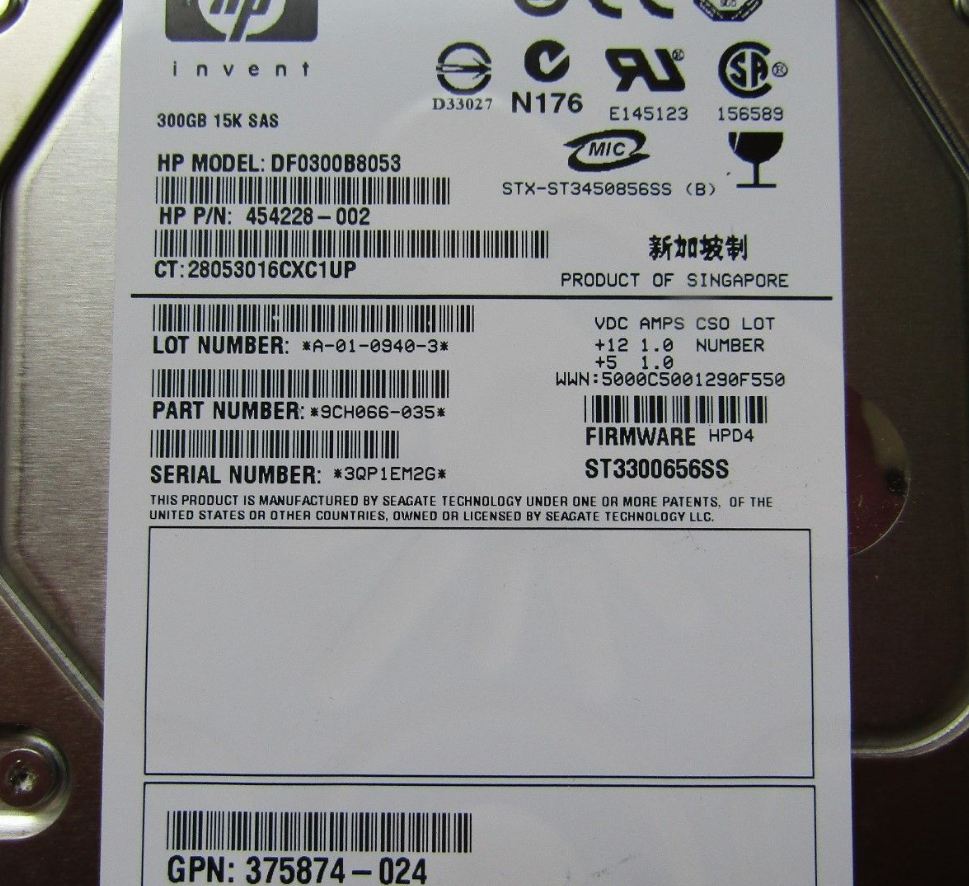 hp
invent
D33027
N176
E145123
156589
300GB 15K SAS
MIC
HP MODEL: DF0300B8053
STX-ST3450856SS (B)
HP P/N: 454228-002
新加坡制
CT:28053016CXC1UP
PRODUCT OF SINGAPORE
VDC AMPS CSO LOT
LOT NUMBER: *A-01-0940-3*
+12 1.0 NUMBER
+5 1.0
WWN:5000C5001290F550
PART NUMBER:*9CH066-035*
FIRMWARE HPD4
SERIAL NUMBER: *3QP1EM2G*
ST3300656SS
THIS PRODUCT IS MANUFACTURED BY SEAGATE TECHNOLOGY UNDER ONE OR MORE PATENTS, OF THE
UNITED STATES OR OTHER COUNTRIES, OWNED OR LICENSED BY SEAGATE TECHNOLOGY LLC.
GPN: 375874-024